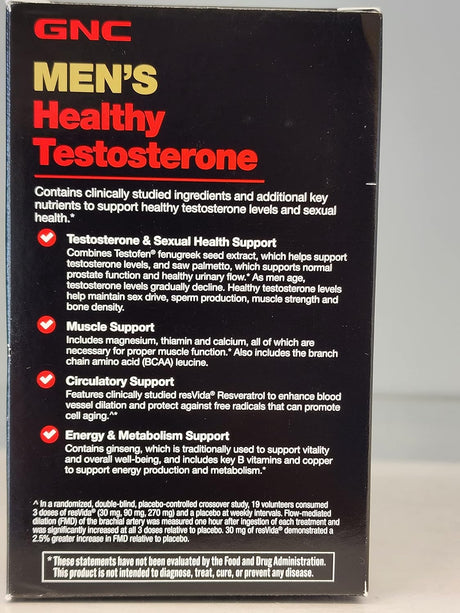 GNC
MEN'S
Healthy
Testosterone
Contains clinically studied ingredients and additional key
nutrients to support healthy testosterone levels and sexual
health.*
Testosterone & Sexual Health Support
Combines Testofen® fenugreek seed extract, which helps support
testosterone levels, and saw palmetto, which supports normal
prostate function and healthy urinary flow.* As men age,
testosterone levels gradually decline. Healthy testosterone levels
help maintain sex drive, sperm production, muscle strength and
bone density.
Muscle Support
Includes magnesium, thiamin and calcium, all of which are
necessary for proper muscle function.* Also includes the branch
chain amino acid (BCAA) leucine.
Circulatory Support
Features clinically studied resVida® Resveratrol to enhance blood
vessel dilation and protect against free radicals that can promote
cell aging.^*
Energy & Metabolism Support
Contains ginseng, which is traditionally used to support vitality
and overall well-being, and includes key B vitamins and copper
to support energy production and metabolism.*
^ In a randomized, double-blind, placebo-controlled crossover study, 19 volunteers consumed
3 doses of resVida® (30 mg, 90 mg, 270 mg) and a placebo at weekly intervals. Flow-mediated
dilation (FMD) of the brachial artery was measured one hour after ingestion of each treatment and
was significantly increased at all 3 doses relative to placebo. 30 mg of resVida® demonstrated a
2.5% greater increase in FMD relative to placebo.
*These statements have not been evaluated by the Food and Drug Administration.
This product is not intended to diagnose, treat, cure, or prevent any disease.